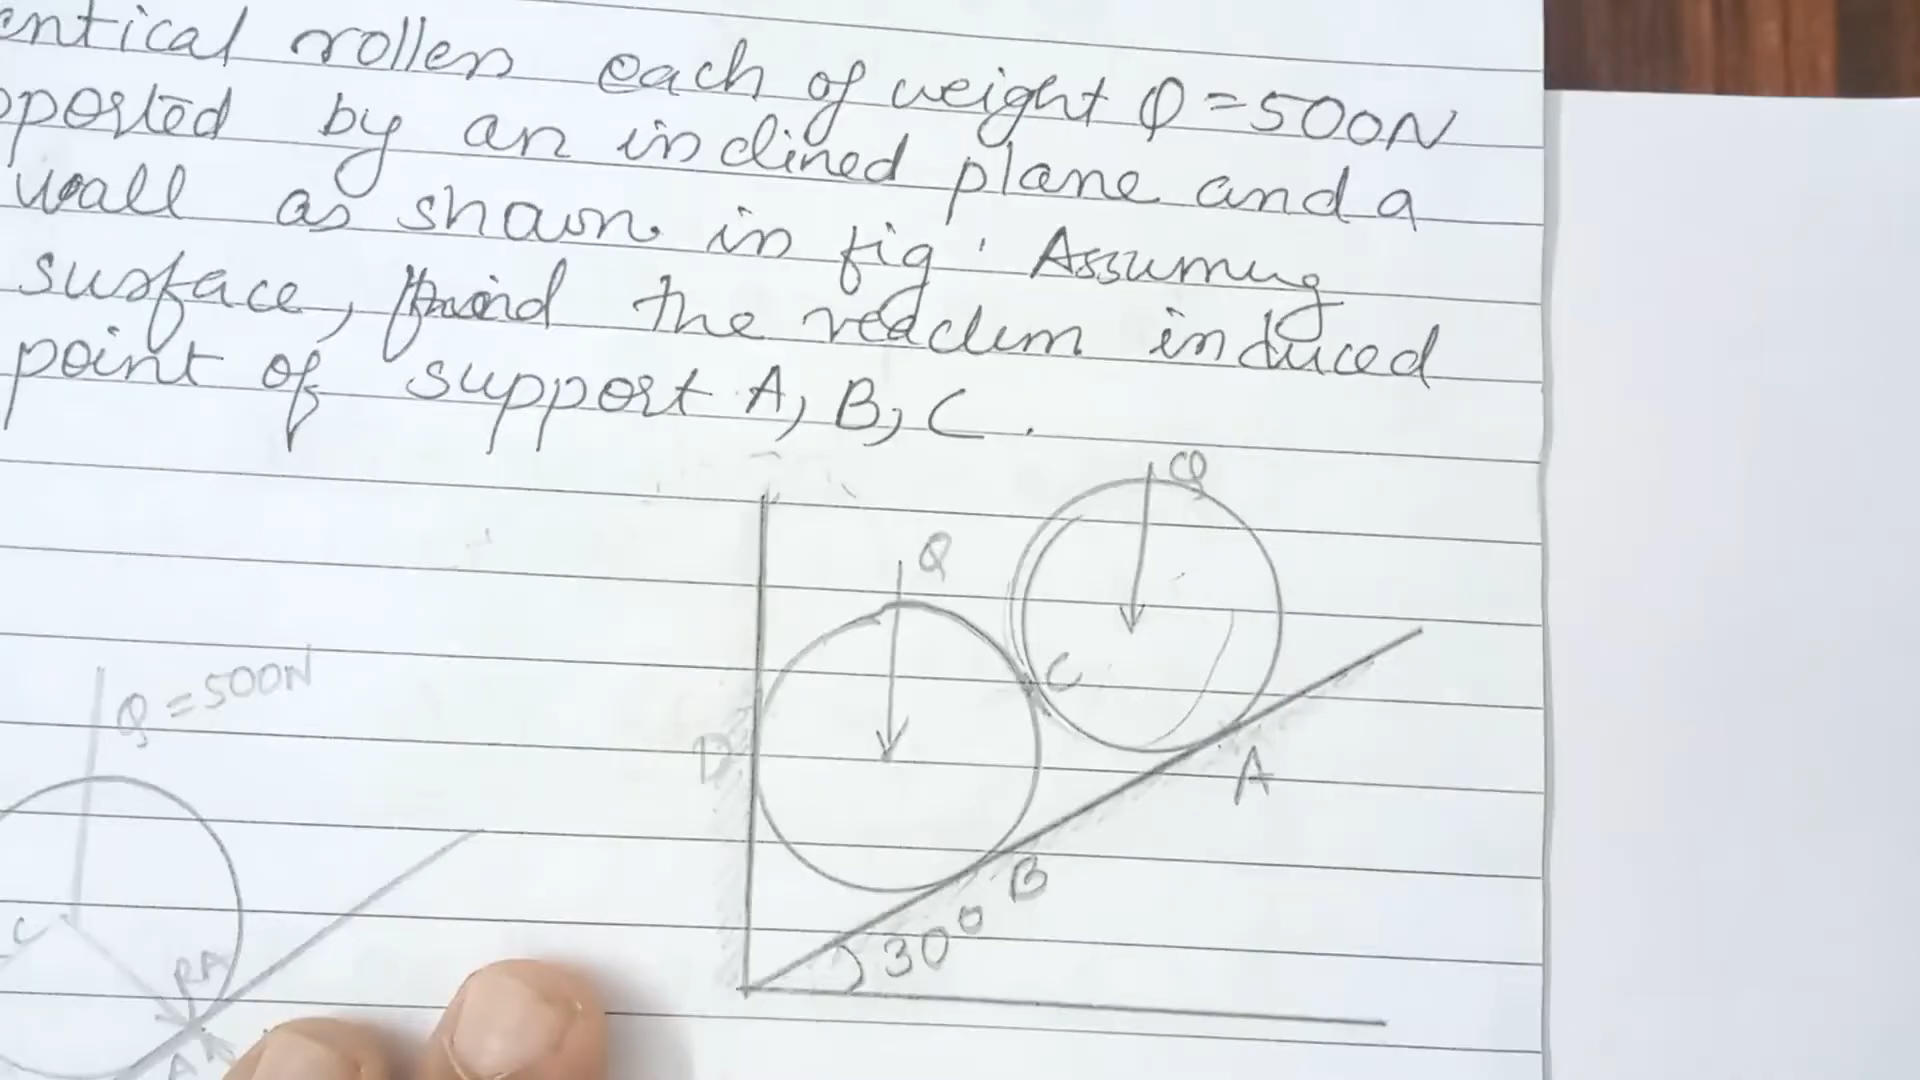 entical rollers each of weight Q = 500N
pported by an inclined plane and a
wall as shown in fig. Assuming
surface, find the reaction induced
point of support A, B, C.
Q
Q
C
D
A
B
30°
Q = 500N
C
RA
A